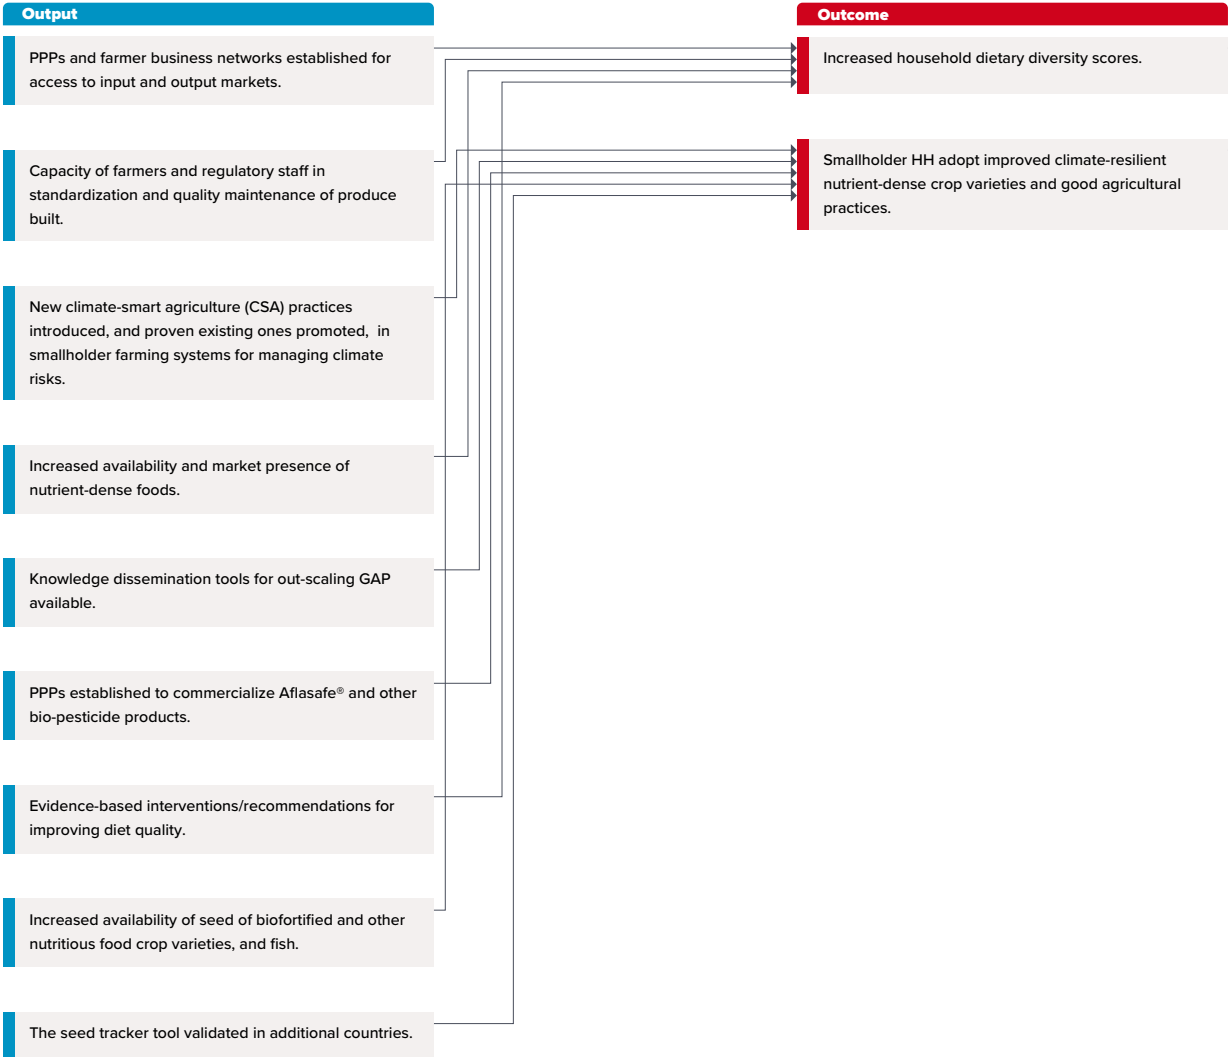 Output
PPPs and farmer business networks established for
access to input and output markets.
Capacity of farmers and regulatory staff in
standardization and quality maintenance of produce
built.
New climate-smart agriculture (CSA) practices
introduced, and proven existing ones promoted,  in
smallholder farming systems for managing climate
risks.
Increased availability and market presence of
nutrient-dense foods.
Knowledge dissemination tools for out-scaling GAP
available.
PPPs established to commercialize Aflasafe® and other
bio-pesticide products.
Evidence-based interventions/recommendations for
improving diet quality.
Increased availability of seed of biofortified and other
nutritious food crop varieties, and fish.
The seed tracker tool validated in additional countries.
Outcome
Increased household dietary diversity scores.
Smallholder HH adopt improved climate-resilient
nutrient-dense crop varieties and good agricultural
practices.